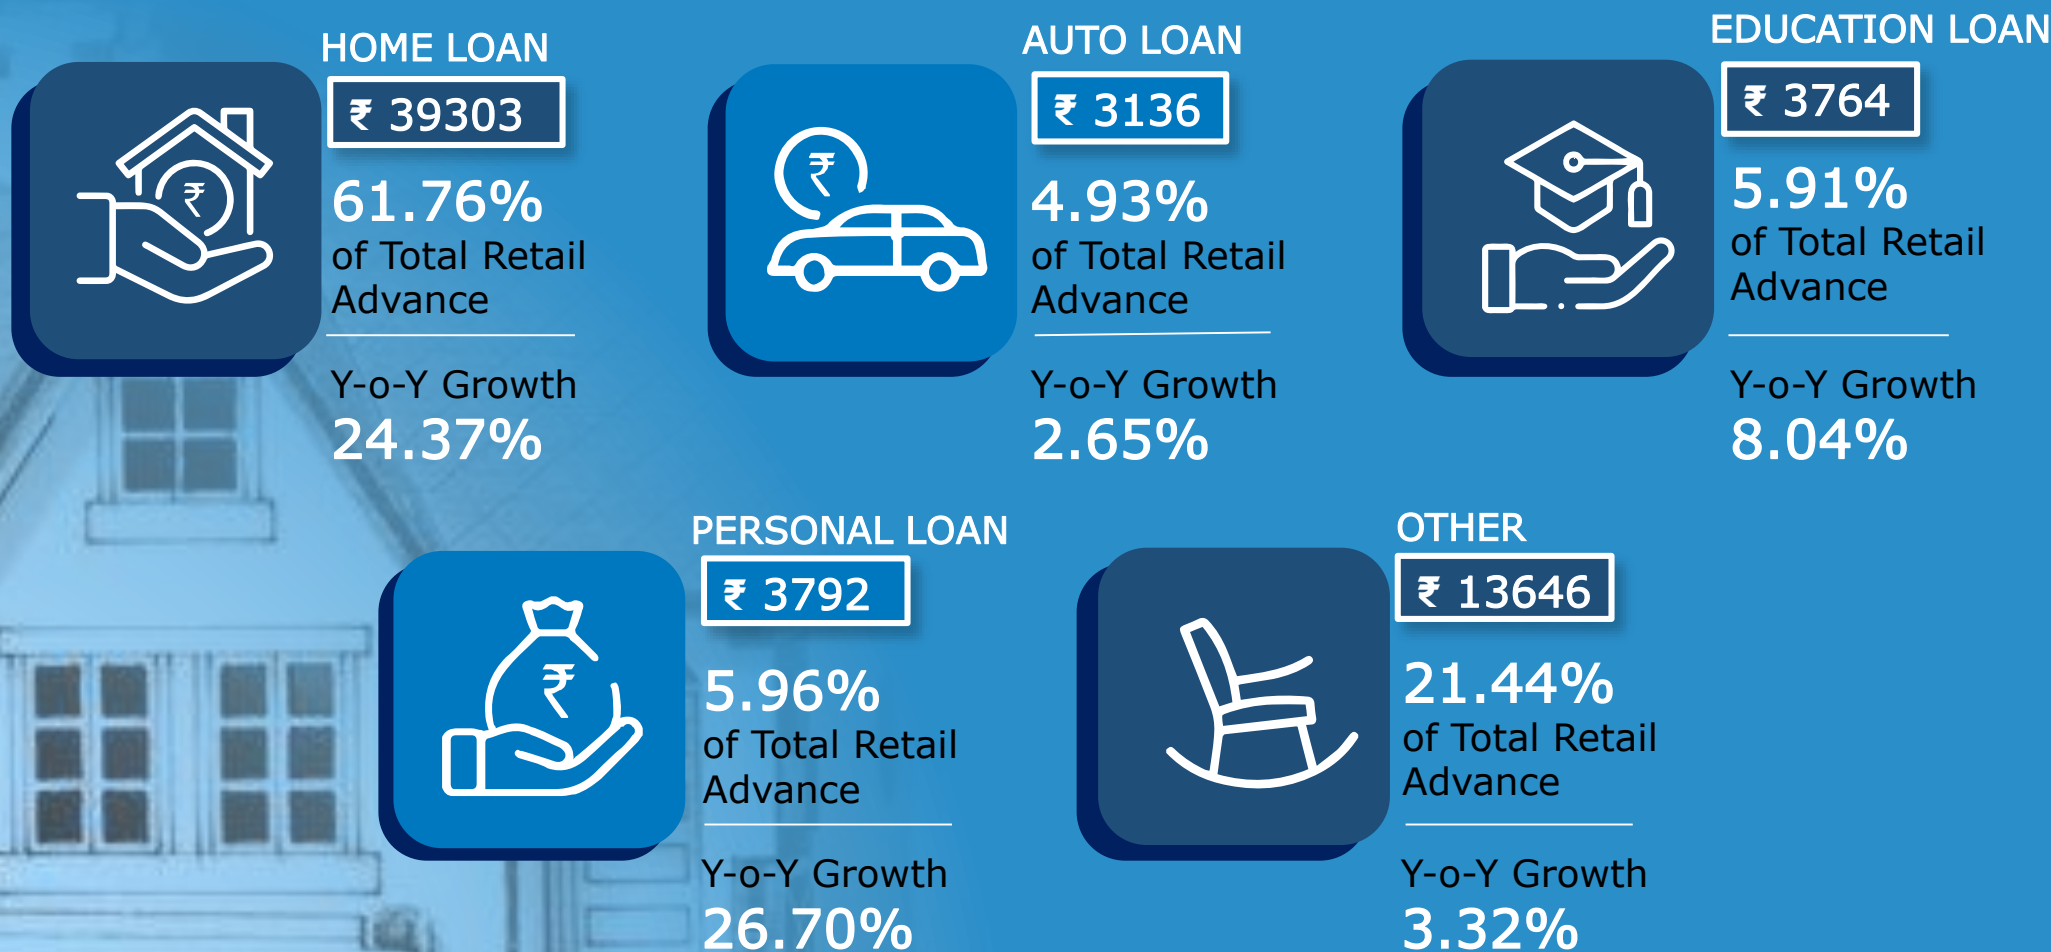 HOME LOAN
₹ 39303
61.76%
of Total Retail
Advance
Y-o-Y Growth
24.37%
₹
AUTO LOAN
₹ 3136
4.93%
of Total Retail
Advance
Y-o-Y Growth
2.65%
₹
EDUCATION LOAN
₹ 3764
5.91%
of Total Retail
Advance
Y-o-Y Growth
8.04%
PERSONAL LOAN
₹ 3792
5.96%
of Total Retail
Advance
Y-o-Y Growth
26.70%
₹
OTHER
₹ 13646
21.44%
of Total Retail
Advance
Y-o-Y Growth
3.32%